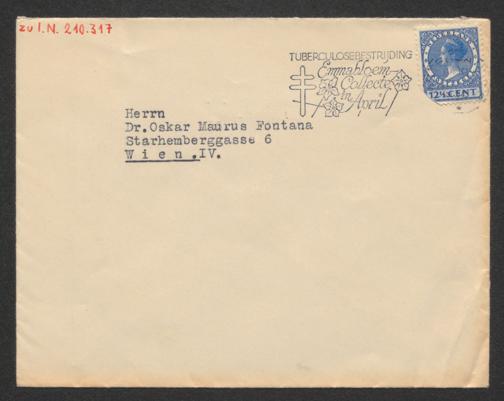 zu I.N. 210.317
TUBERCULOSEBESTRIJDING
Emmabloem
Collecte
in April
NEDERLAND
12½ CENT
Herrn
Dr.Oskar Maurus Fontana
Starhemberggasse 6
W i e n .IV.